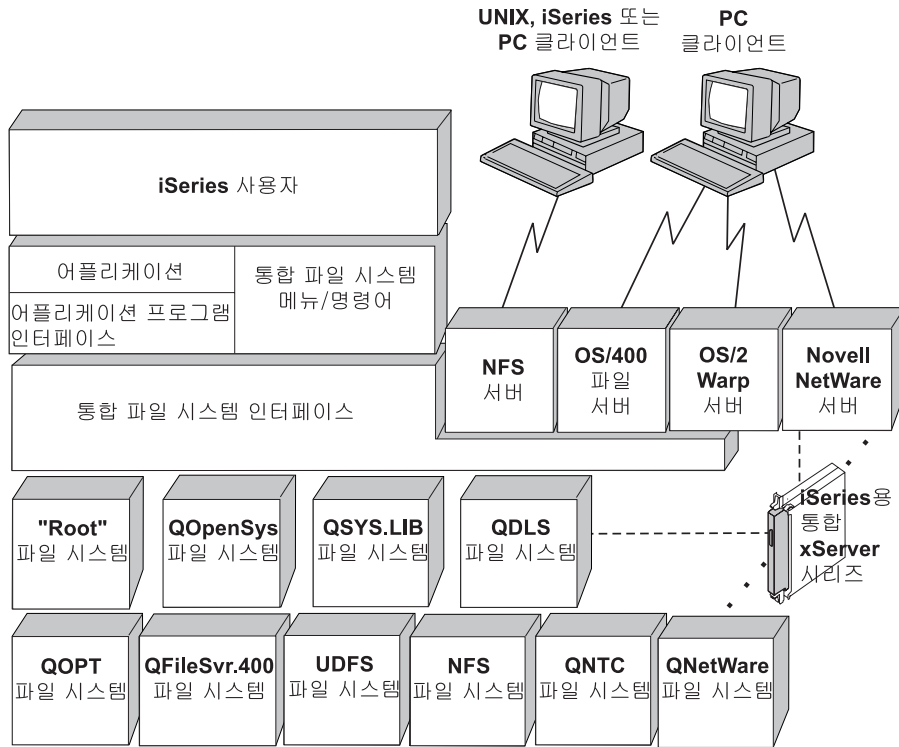 UNIX, iSeries 또는
PC 클라이언트
PC
클라이언트
iSeries 사용자
어플리케이션
어플리케이션 프로그램
인터페이스
통합 파일 시스템
메뉴/명령어
NFS
서버
OS/400
파일
서버
OS/2
Warp
서버
Novell
NetWare
서버
통합 파일 시스템 인터페이스
"Root"
파일 시스템
QOpenSys
파일 시스템
QSYS.LIB
파일 시스템
QDLS
파일 시스템
iSeries용
통합
xServer
시리즈
QOPT
파일 시스템
QFileSvr.400
파일 시스템
UDFS
파일 시스템
NFS
파일 시스템
QNTC
파일 시스템
QNetWare
파일 시스템